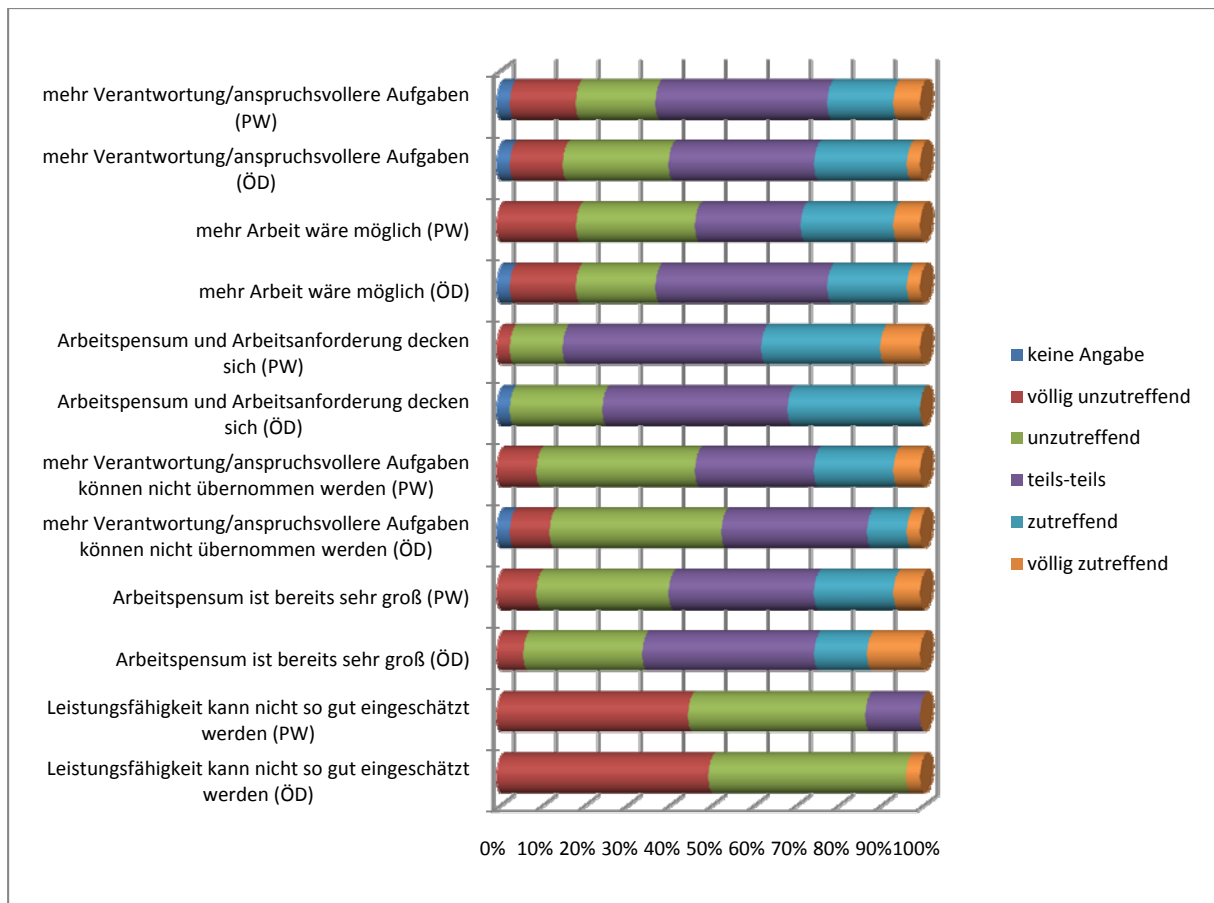 mehr Verantwortung/anspruchsvollere Aufgaben
(PW)
mehr Verantwortung/anspruchsvollere Aufgaben
(ÖD)
mehr Arbeit wäre möglich (PW)
mehr Arbeit wäre möglich (ÖD)
Arbeitspensum und Arbeitsanforderung decken
sich (PW)
Arbeitspensum und Arbeitsanforderung decken
sich (ÖD)
mehr Verantwortung/anspruchsvollere Aufgaben
können nicht übernommen werden (PW)
mehr Verantwortung/anspruchsvollere Aufgaben
können nicht übernommen werden (ÖD)
Arbeitspensum ist bereits sehr groß (PW)
Arbeitspensum ist bereits sehr groß (ÖD)
Leistungsfähigkeit kann nicht so gut eingeschätzt
werden (PW)
Leistungsfähigkeit kann nicht so gut eingeschätzt
werden (ÖD)
0% 10% 20% 30% 40% 50% 60% 70% 80% 90% 100%
keine Angabe
völlig unzutreffend
unzutreffend
teils-teils
zutreffend
völlig zutreffend